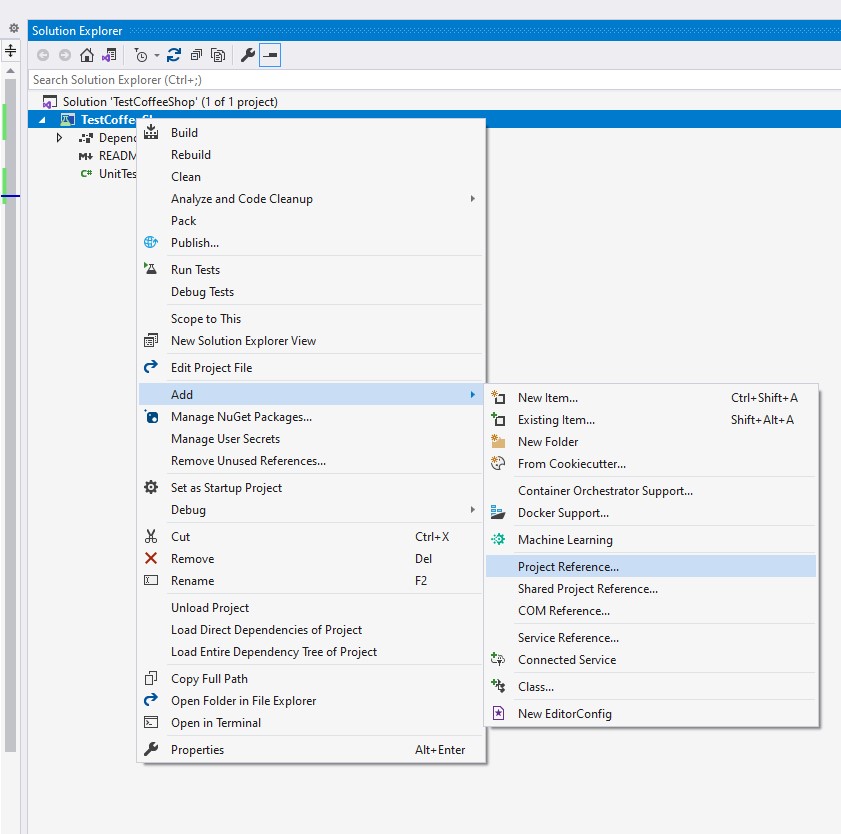 Solution Explorer
Search Solution Explorer (Ctrl+;)
Solution 'TestCoffeeShop' (1 of 1 project)
Build
Rebuild
Clean
Analyze and Code Cleanup
Pack
Publish...
Run Tests
Debug Tests
Scope to This
New Solution Explorer View
Edit Project File
Add
Manage NuGet Packages...
Manage User Secrets
Remove Unused References...
Set as Startup Project
Debug
Cut Ctrl+X
Remove Del
Rename F2
Unload Project
Load Direct Dependencies of Project
Load Entire Dependency Tree of Project
Copy Full Path
Open Folder in File Explorer
Open in Terminal
Properties Alt+Enter
New Item... Ctrl+Shift+A
Existing Item... Shift+Alt+A
New Folder
From Cookiecutter...
Container Orchestrator Support...
Docker Support...
Machine Learning
Project Reference...
Shared Project Reference...
COM Reference...
Service Reference...
Connected Service
Class...
New EditorConfig